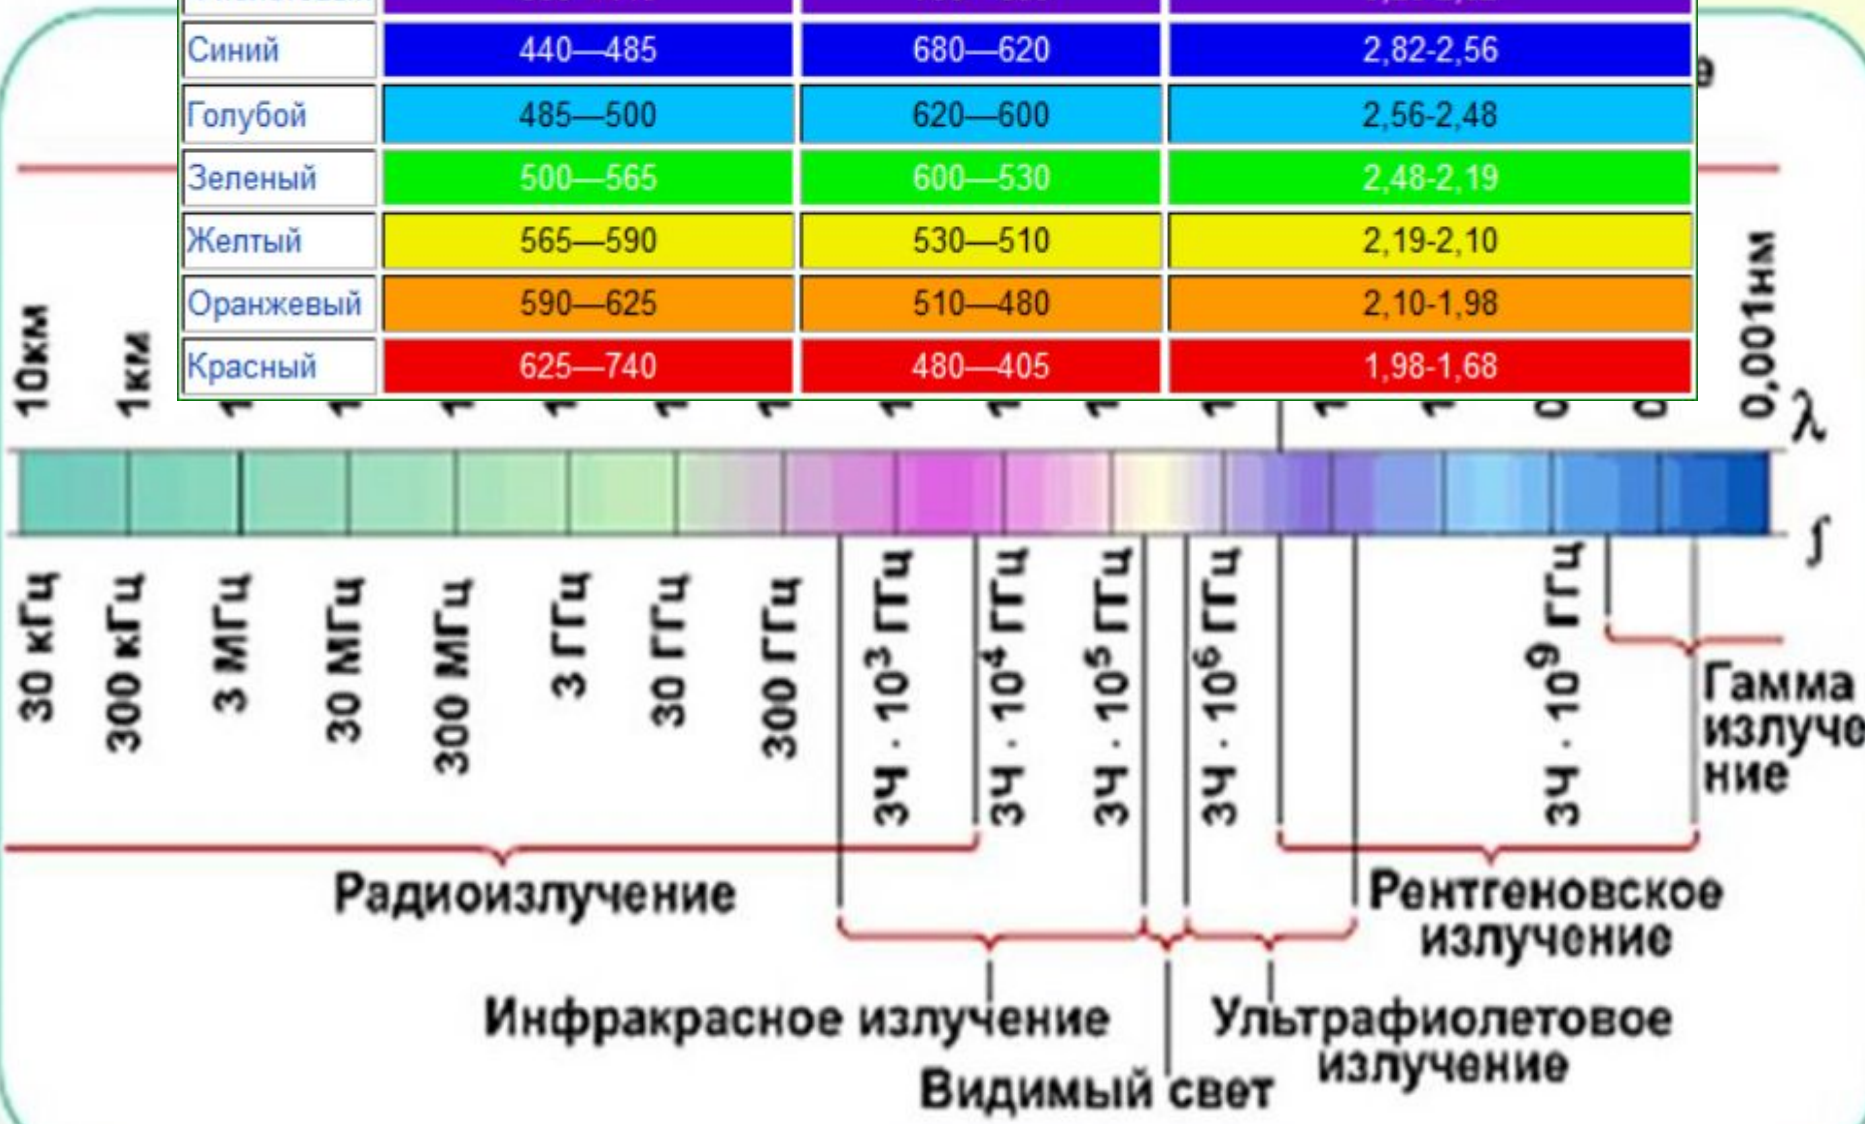 Синий 440—485 680—620 2,82-2,56
Голубой 485—500 620—600 2,56-2,48
Зеленый 500—565 600—530 2,48-2,19
Желтый 565—590 530—510 2,19-2,10
Оранжевый 590—625 510—480 2,10-1,98
Красный 625—740 480—405 1,98-1,68
10км 1км 0,001нм
λ
f
30 кГц 300 кГц 3 МГц 30 МГц 300 МГц 3 ГГц 30 ГГц 300 ГГц 3Ч · 10³ ГГц 3Ч · 10⁴ ГГц 3Ч · 10⁵ ГГц 3Ч · 10⁶ ГГц 3Ч · 10⁹ ГГц
Гамма
излуче
ние
Радиоизлучение
Рентгеновское
излучение
Инфракрасное излучение
Ультрафиолетовое
излучение
Видимый свет